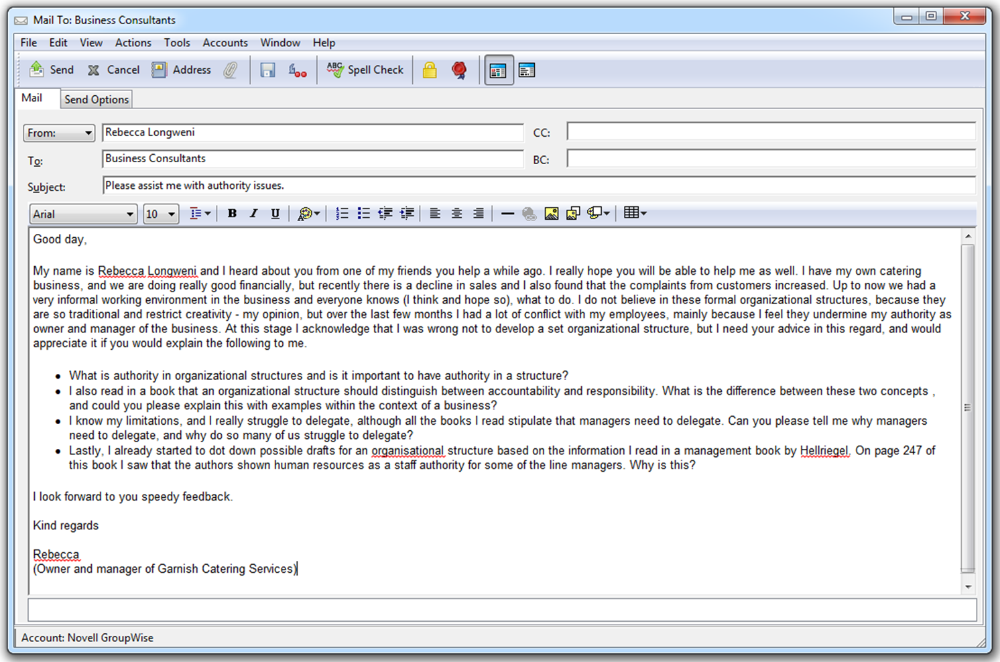 Mail To: Business Consultants
File Edit View Actions Tools Accounts Window Help
Send Cancel Address ABC Spell Check
Mail Send Options
From: Rebecca Longweni CC:
To: Business Consultants BC:
Subject: Please assist me with authority issues.
Arial 10 B I U
Good day,
My name is Rebecca Longweni and I heard about you from one of my friends you help a while ago. I really hope you will be able to help me as well. I have my own catering
business, and we are doing really good financially, but recently there is a decline in sales and I also found that the complaints from customers increased. Up to now we had a
very informal working environment in the business and everyone knows (I think and hope so), what to do. I do not believe in these formal organizational structures, because they
are so traditional and restrict creativity - my opinion, but over the last few months I had a lot of conflict with my employees, mainly because I feel they undermine my authority as
owner and manager of the business. At this stage I acknowledge that I was wrong not to develop a set organizational structure, but I need your advice in this regard, and would
appreciate it if you would explain the following to me.
• What is authority in organizational structures and is it important to have authority in a structure?
• I also read in a book that an organizational structure should distinguish between accountability and responsibility. What is the difference between these two concepts ,
and could you please explain this with examples within the context of a business?
• I know my limitations, and I really struggle to delegate, although all the books I read stipulate that managers need to delegate. Can you please tell me why managers
need to delegate, and why do so many of us struggle to delegate?
• Lastly, I already started to dot down possible drafts for an organisational structure based on the information I read in a management book by Hellriegel. On page 247 of
this book I saw that the authors shown human resources as a staff authority for some of the line managers. Why is this?
I look forward to you speedy feedback.
Kind regards
Rebecca
(Owner and manager of Garnish Catering Services)
Account: Novell GroupWise